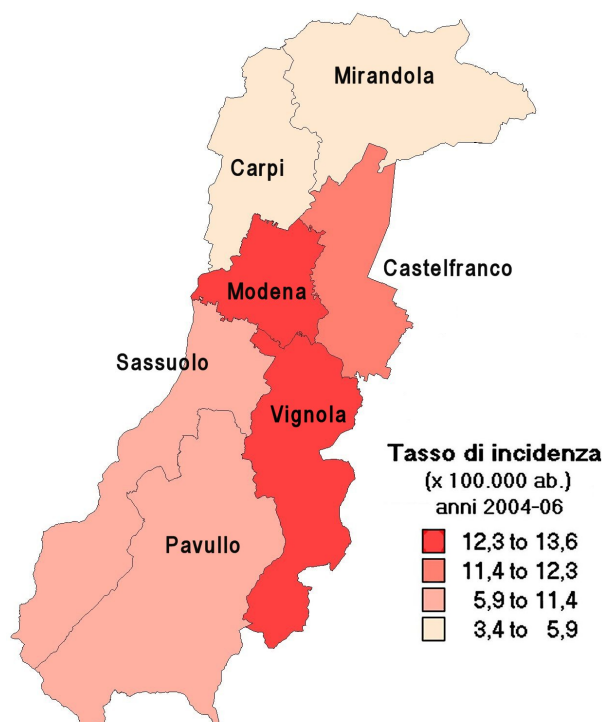 Mirandola
Carpi
Castelfranco
Modena
Sassuolo
Vignola
Pavullo
Tasso di incidenza
(x 100.000 ab.)
anni 2004-06
12,3 to 13,6
11,4 to 12,3
5,9 to 11,4
3,4 to 5,9